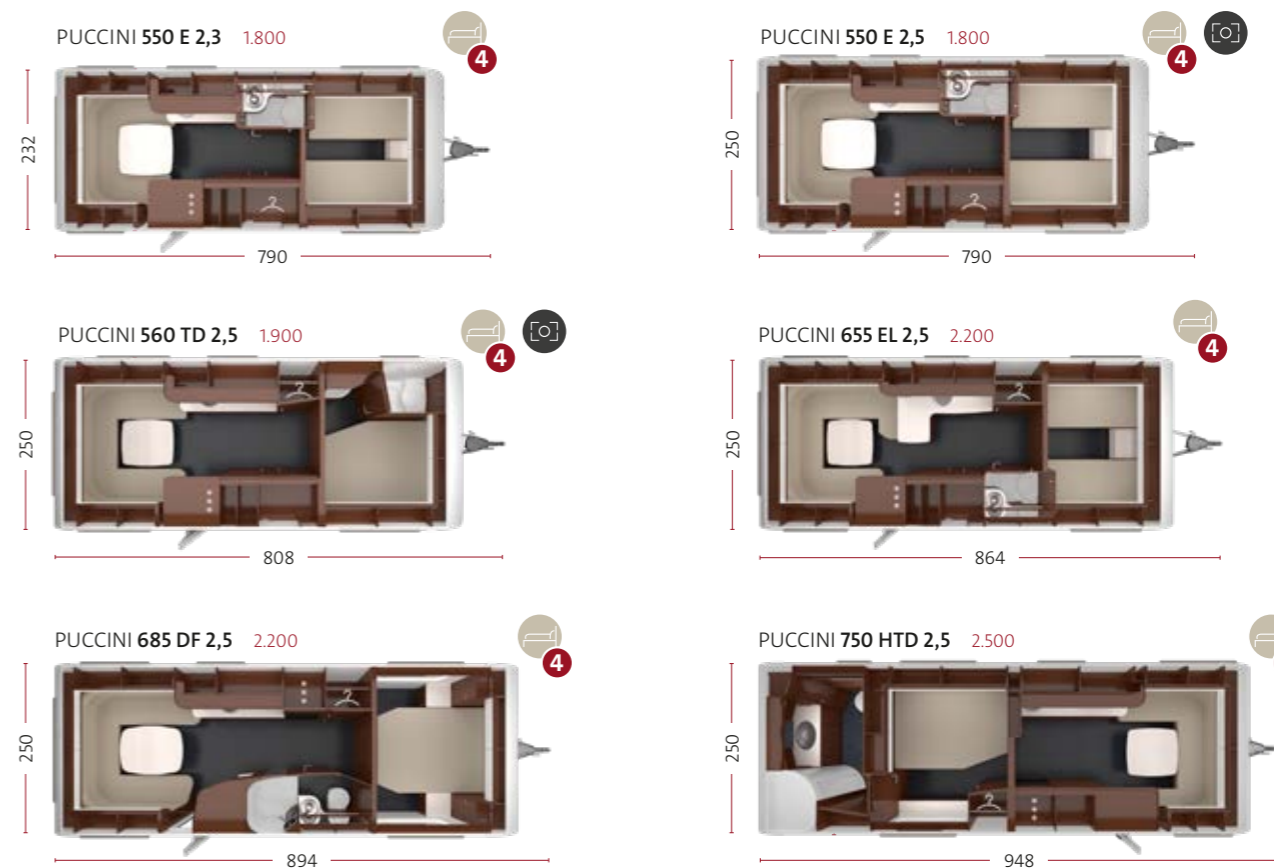 PUCCINI 550 E 2,3 1.800
4
232
790
PUCCINI 550 E 2,5 1.800
4
250
790
PUCCINI 560 TD 2,5 1.900
4
250
808
PUCCINI 655 EL 2,5 2.200
4
250
864
PUCCINI 685 DF 2,5 2.200
4
250
894
PUCCINI 750 HTD 2,5 2.500
250
948